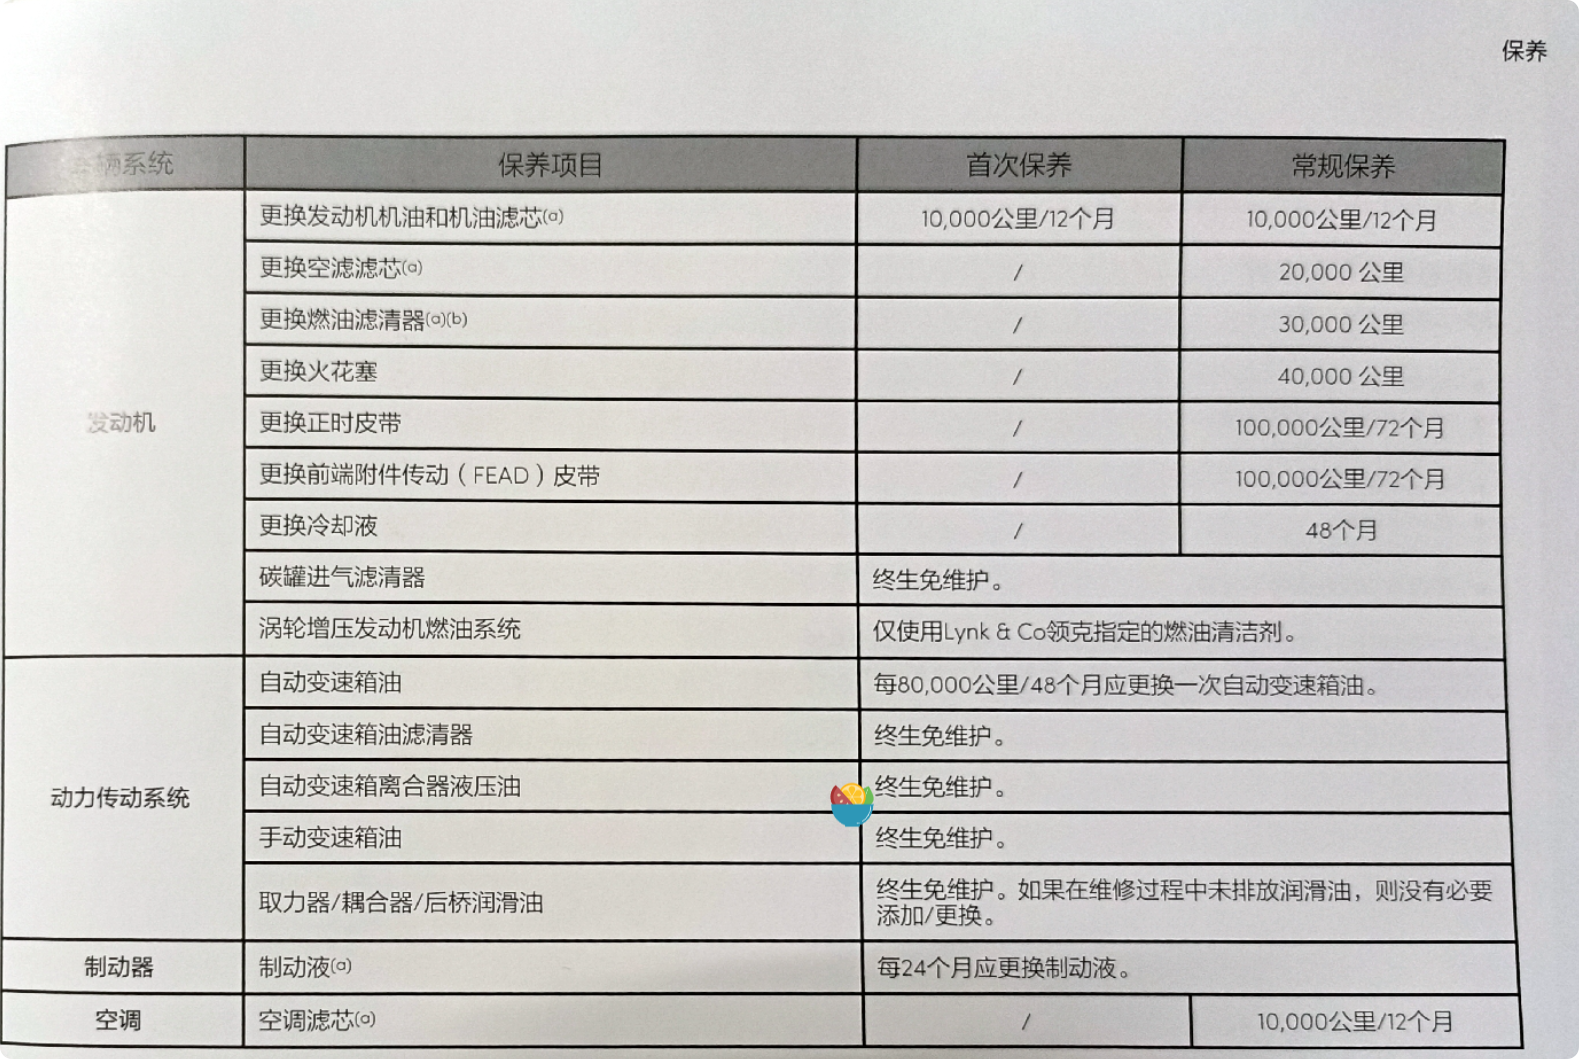 保养
车辆系统 保养项目 首次保养 常规保养
更换发动机机油和机油滤芯(a) 10,000公里/12个月 10,000公里/12个月
更换空滤滤芯(a) / 20,000 公里
更换燃油滤清器(a)(b) / 30,000 公里
更换火花塞 / 40,000 公里
发动机 更换正时皮带 / 100,000公里/72个月
更换前端附件传动（FEAD）皮带 / 100,000公里/72个月
更换冷却液 / 48个月
碳罐进气滤清器 终生免维护。
涡轮增压发动机燃油系统 仅使用Lynk & Co领克指定的燃油清洁剂。
自动变速箱油 每80,000公里/48个月应更换一次自动变速箱油。
自动变速箱油滤清器 终生免维护。
动力传动系统 自动变速箱离合器液压油 终生免维护。
手动变速箱油 终生免维护。
取力器/耦合器/后桥润滑油 终生免维护。如果在维修过程中未排放润滑油，则没有必要
添加/更换。
制动器 制动液(a) 每24个月应更换制动液。
空调 空调滤芯(a) / 10,000公里/12个月